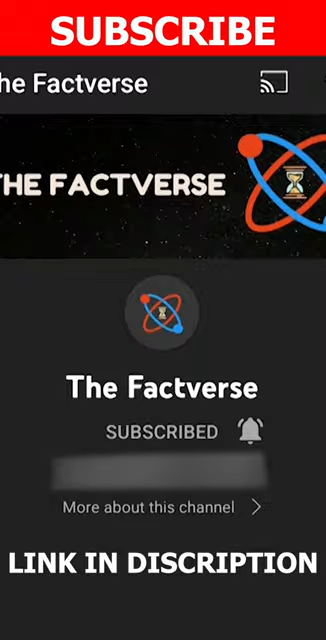 SUBSCRIBE
he Factverse
THE FACTVERSE
The Factverse
SUBSCRIBED
More about this channel
LINK IN DISCRIPTION